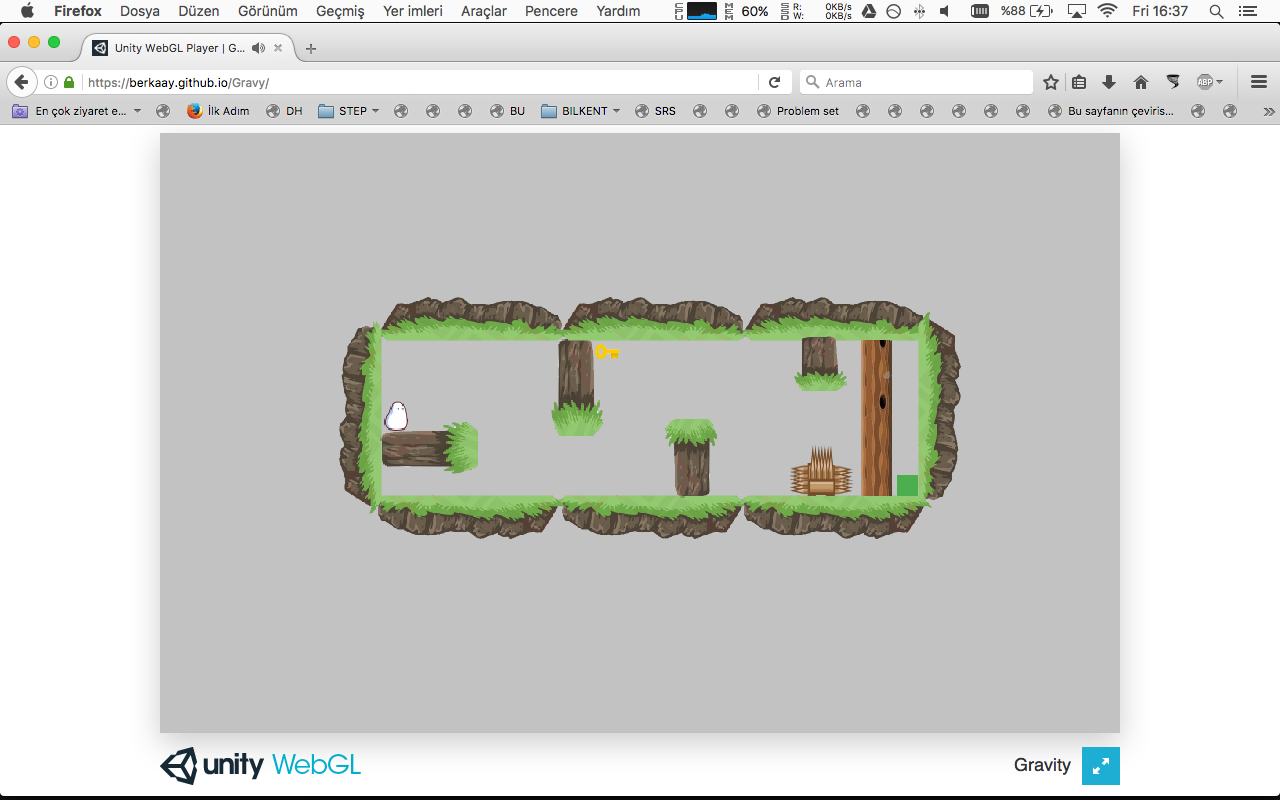 Firefox Dosya Düzen Görünüm Geçmiş Yer imleri Araçlar Pencere Yardım CPU MEM 60% SSD R: 0KB/s W: 0KB/s %88 Fri 16:37
Unity WebGL Player | G...
https://berkaay.github.io/Gravy/ Arama ABP
En çok ziyaret e... İlk Adım DH STEP BU BILKENT SRS Problem set Bu sayfanın çeviris...
unity WebGL Gravity